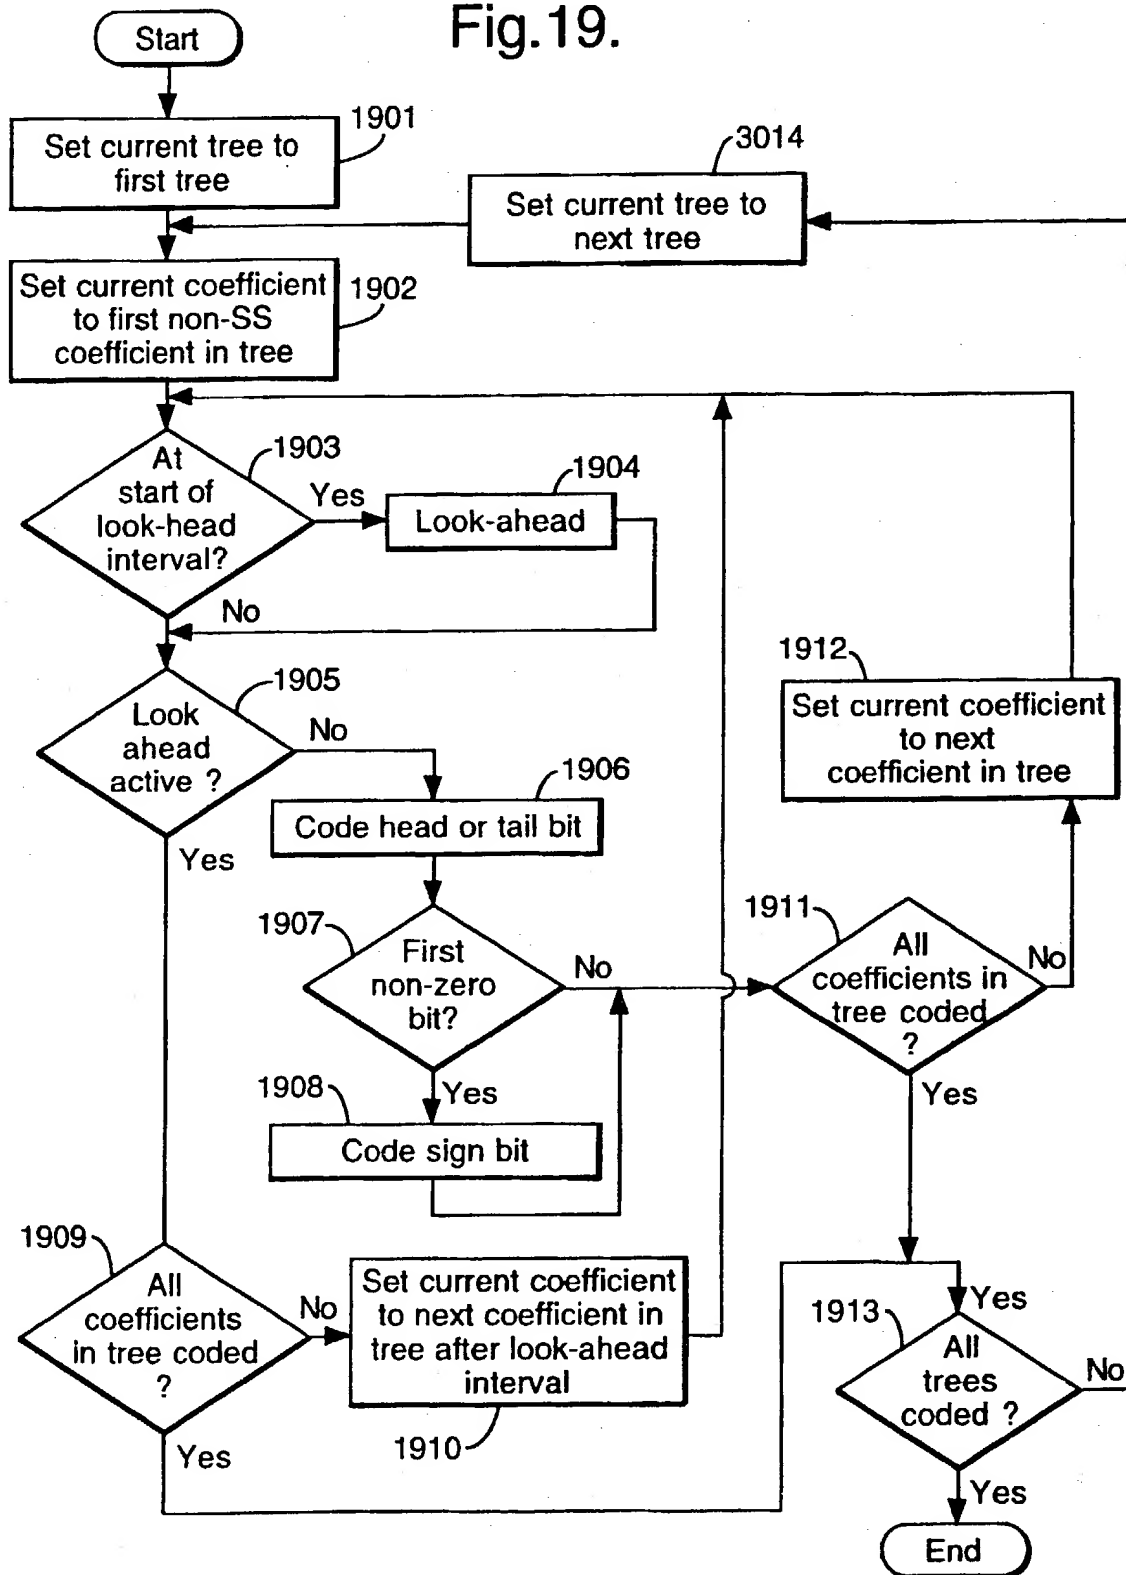 Fig.19.
Start
1901
Set current tree to
first tree
3014
Set current tree to
next tree
Set current coefficient
to first non-SS
coefficient in tree
1902
At
start of
look-head
interval?
1903
Yes
1904
Look-ahead
No
1905
Look
ahead
active ?
No
Yes
1906
Code head or tail bit
1907
First
non-zero
bit?
No
Yes
1908
Code sign bit
1912
Set current coefficient
to next
coefficient in tree
1911
All
coefficients in
tree coded
?
No
Yes
1909
All
coefficients
in tree coded
?
No
Yes
Set current coefficient
to next coefficient in
tree after look-ahead
interval
1910
Yes
1913
All
trees
coded ?
No
Yes
End